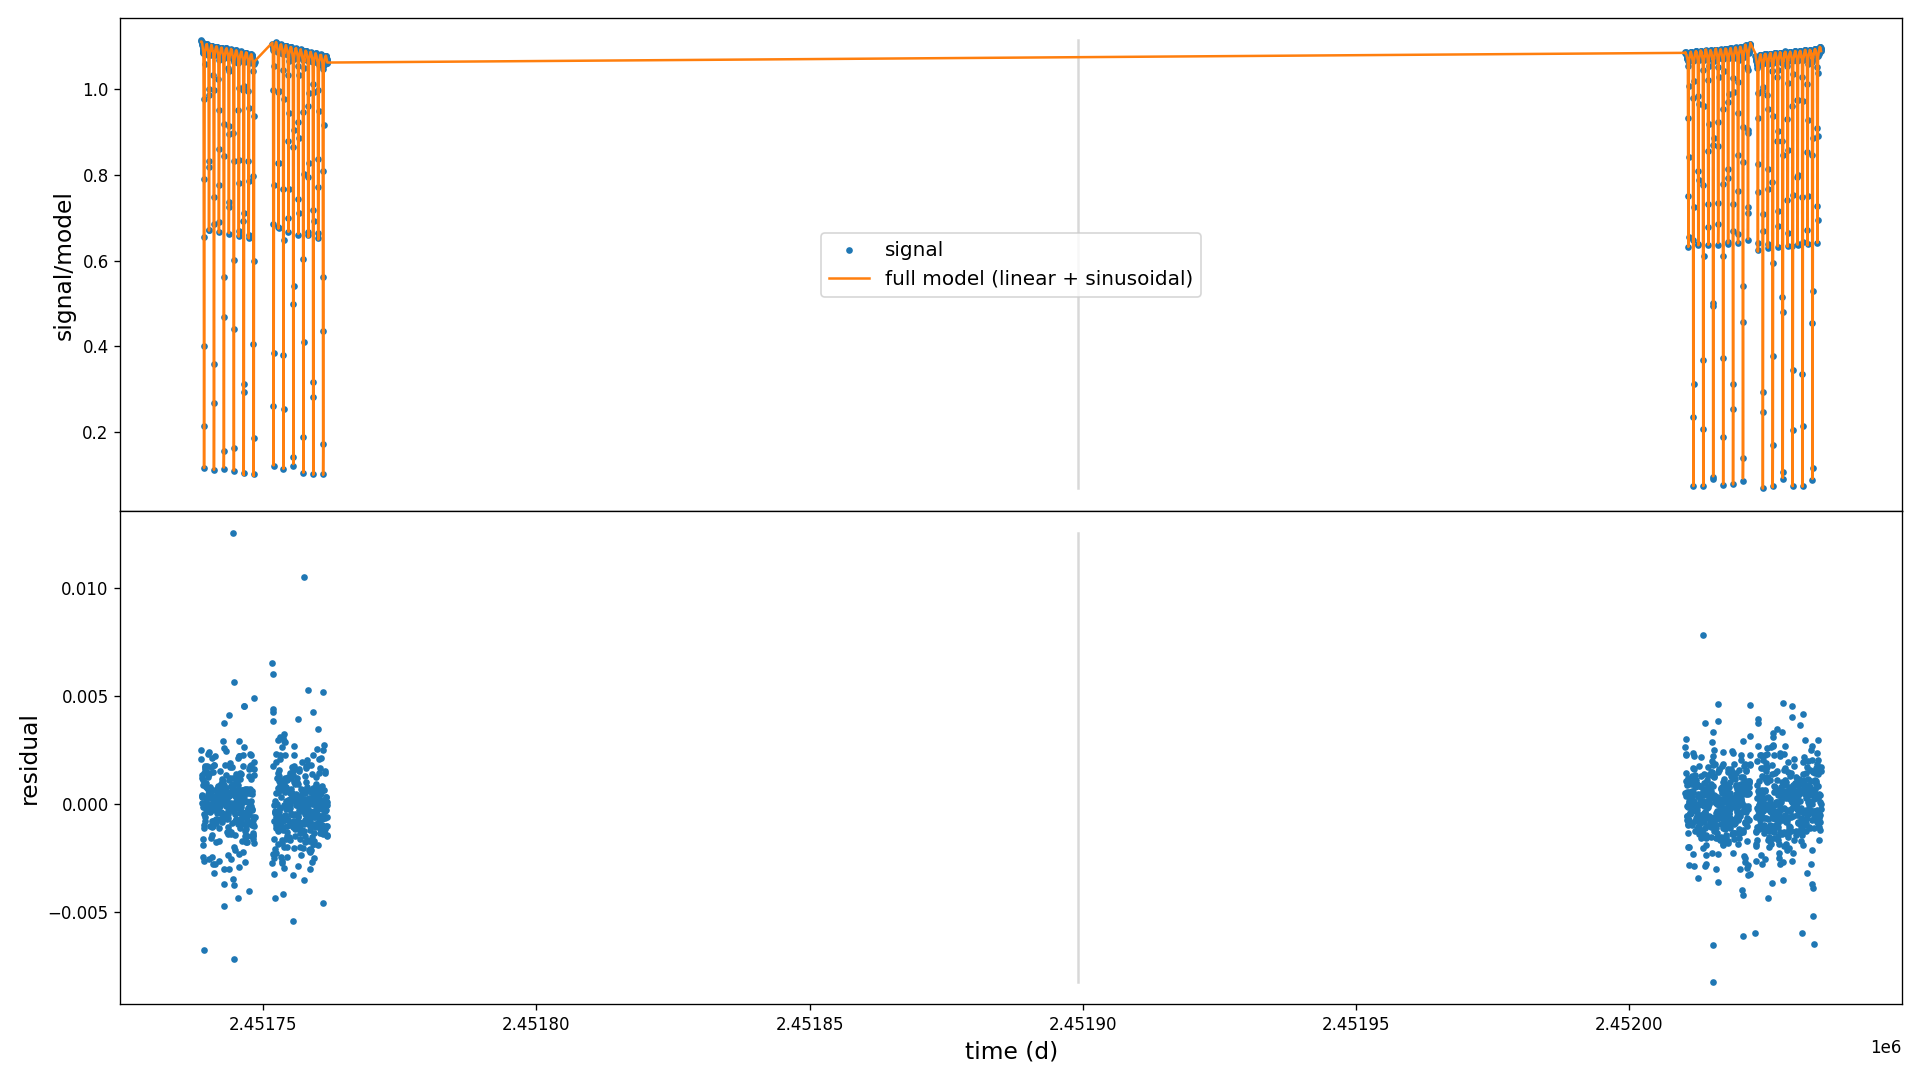 1.0
0.8
0.6
0.4
0.2
signal/model
signal
full model (linear + sinusoidal)
0.010
0.005
0.000
−0.005
residual
2.45175
2.45180
2.45185
2.45190
2.45195
2.45200
1e6
time (d)